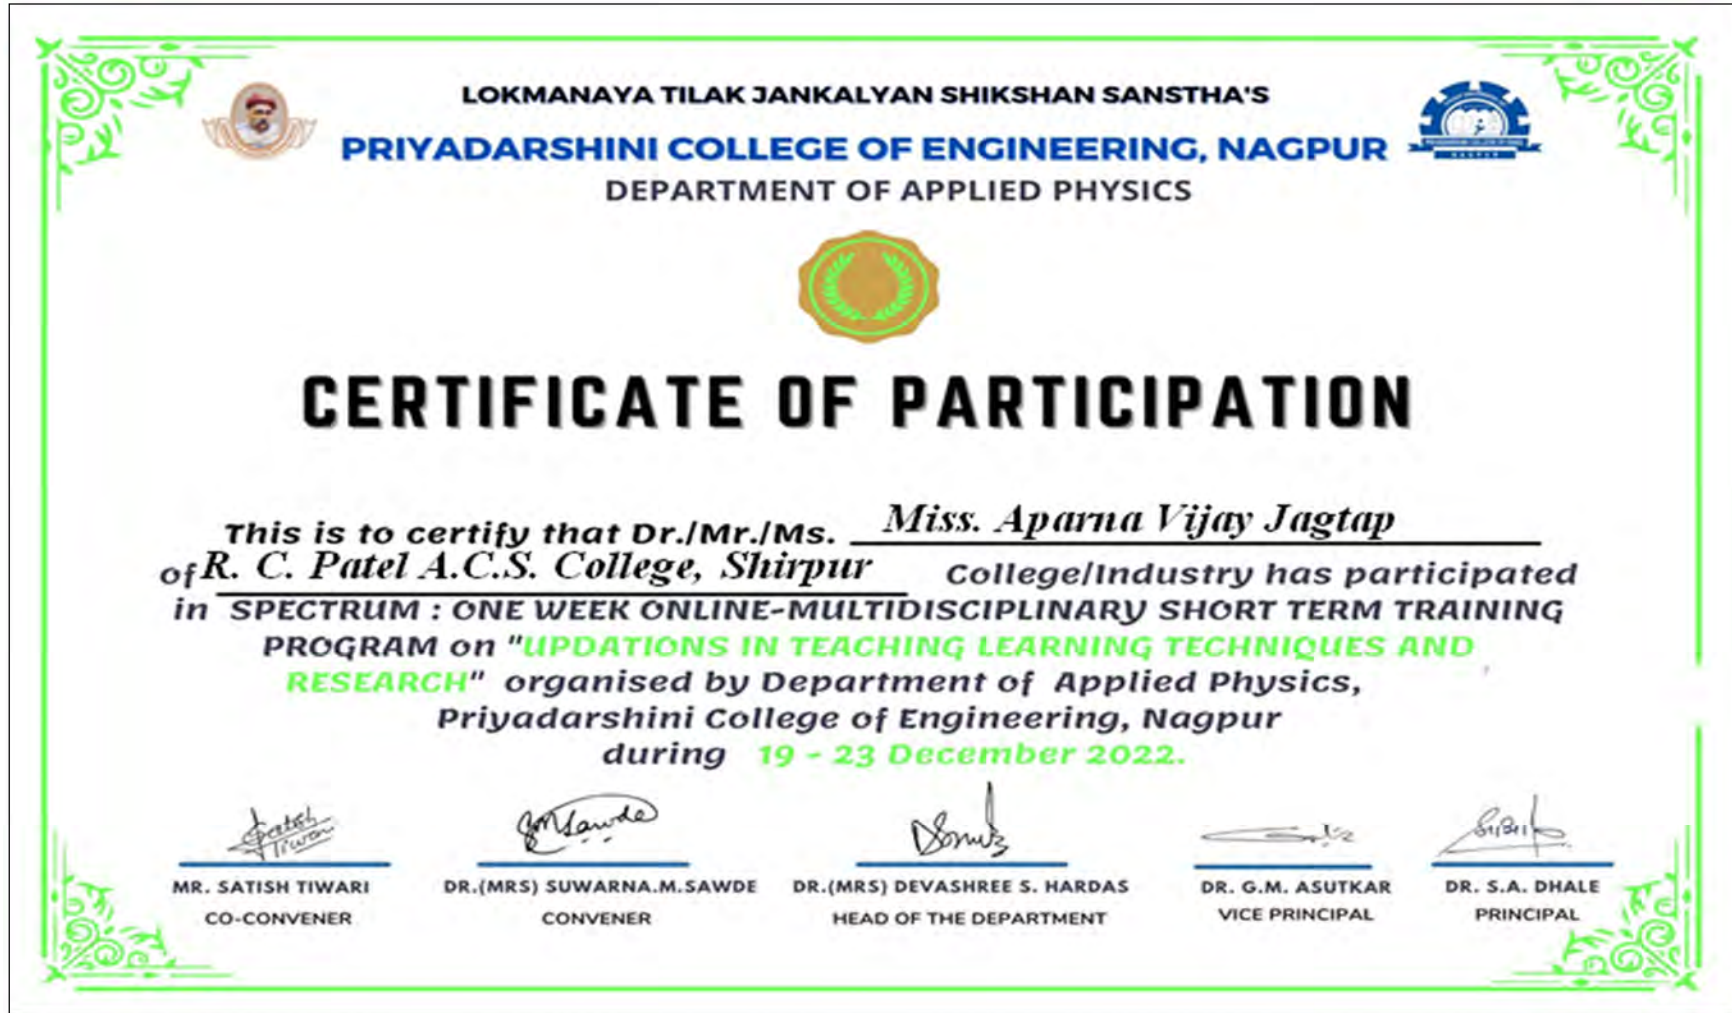 LOKMANAYA TILAK JANKALYAN SHIKSHAN SANSTHA'S
PRIYADARSHINI COLLEGE OF ENGINEERING, NAGPUR
DEPARTMENT OF APPLIED PHYSICS
NAGPUR
CERTIFICATE OF PARTICIPATION
This is to certify that Dr./Mr./Ms. Miss. Aparna Vijay Jagtap
of R. C. Patel A.C.S. College, Shirpur College/Industry has participated
in SPECTRUM : ONE WEEK ONLINE-MULTIDISCIPLINARY SHORT TERM TRAINING
PROGRAM on "UPDATIONS IN TEACHING LEARNING TECHNIQUES AND
RESEARCH" organised by Department of Applied Physics,
Priyadarshini College of Engineering, Nagpur
during 19 - 23 December 2022.
Satish
Tiwari
SMSawde
MR. SATISH TIWARI
CO-CONVENER
DR.(MRS) SUWARNA.M.SAWDE
CONVENER
DR.(MRS) DEVASHREE S. HARDAS
HEAD OF THE DEPARTMENT
DR. G.M. ASUTKAR
VICE PRINCIPAL
DR. S.A. DHALE
PRINCIPAL